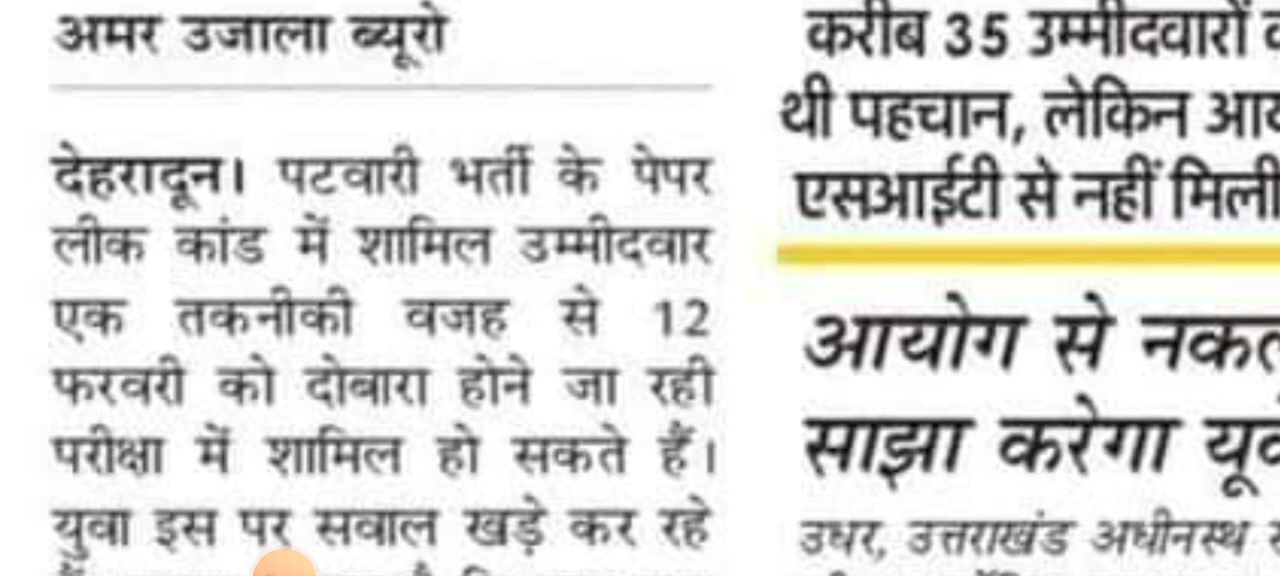 अमर उजाला ब्यूरो
देहरादून। पटवारी भर्ती के पेपर
लीक कांड में शामिल उम्मीदवार
एक तकनीकी वजह से 12
फरवरी को दोबारा होने जा रही
परीक्षा में शामिल हो सकते हैं।
युवा इस पर सवाल खड़े कर रहे
करीब 35 उम्मीदवारों
थी पहचान, लेकिन
एसआईटी से नहीं मिली
आयोग से
साझा करेगा
उधर, उत्तराखंड अधीनस्थ